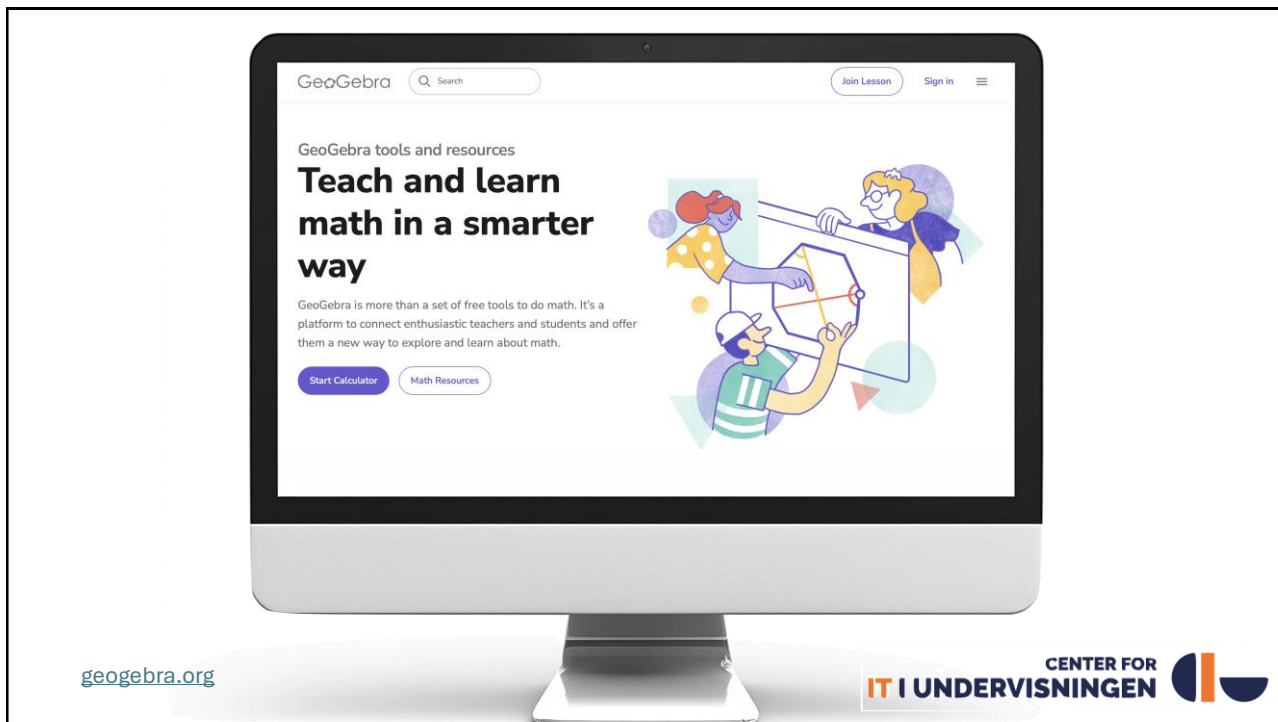 GeoGebra
Search
Join Lesson
Sign in
GeoGebra tools and resources
Teach and learn
math in a smarter
way
GeoGebra is more than a set of free tools to do math. It's a
platform to connect enthusiastic teachers and students and offer
them a new way to explore and learn about math.
Start Calculator
Math Resources
geogebra.org
CENTER FOR
IT I UNDERVISNINGEN